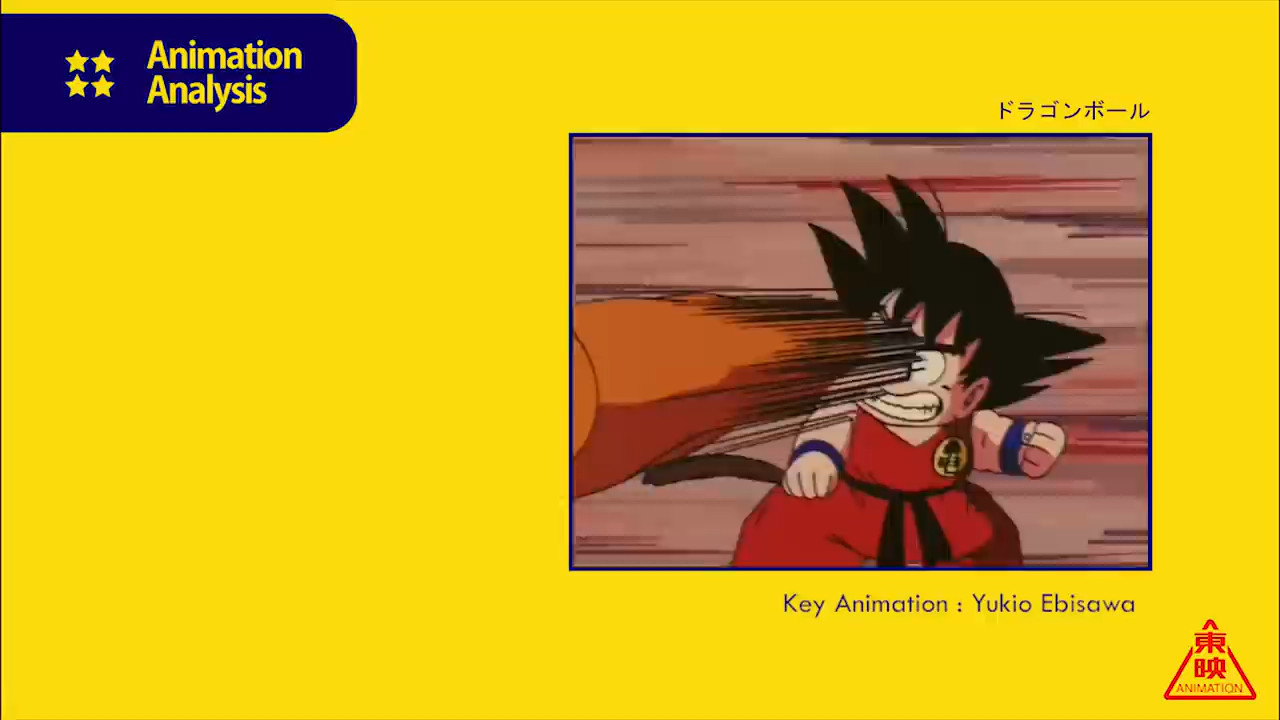 Animation
Analysis
ドラゴンボール
Key Animation : Yukio Ebisawa
東
映
ANIMATION